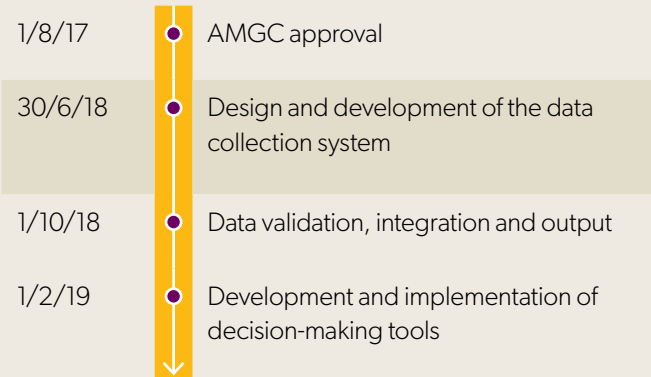 1/8/17 AMGC approval
30/6/18 Design and development of the data
collection system
1/10/18 Data validation, integration and output
1/2/19 Development and implementation of
decision-making tools